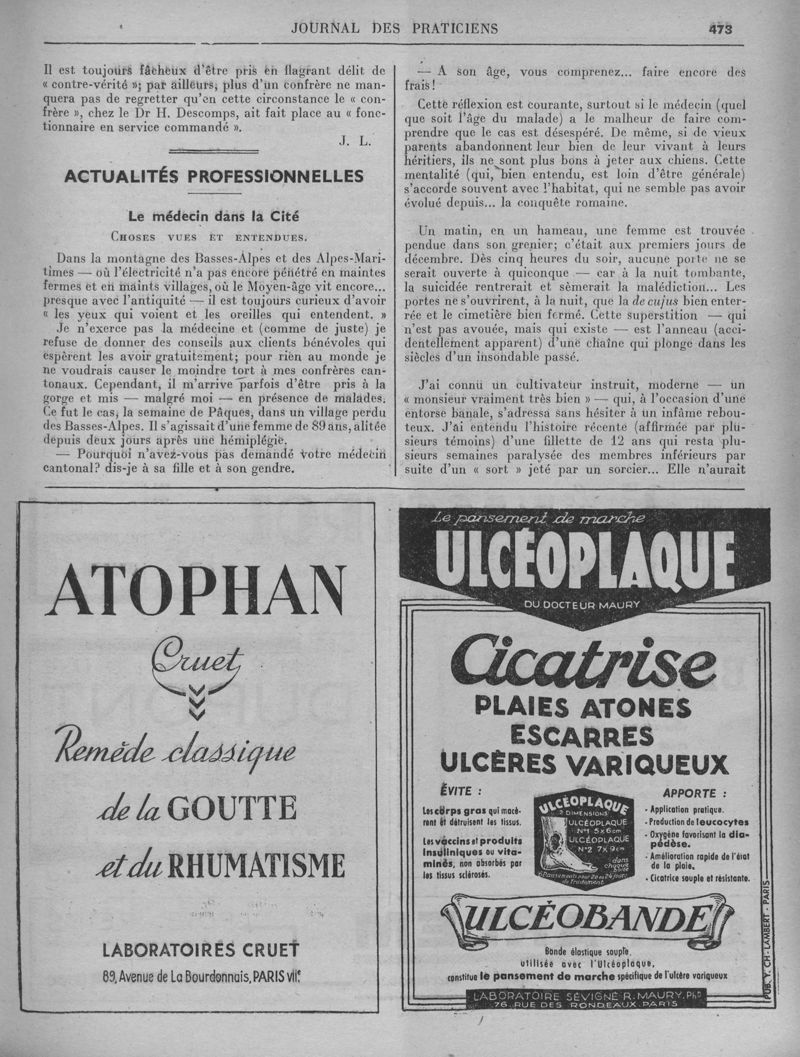 JOURNAL DES PRATICIENS
473
Il est toujours fâcheux d'être pris en flagrant délit de
« contre-vérité »; par ailleurs, plus d'un confrère ne man-
quera pas de regretter qu'en cette circonstance le « con-
frère », chez le Dr H. Descomps, ait fait place au « fonc-
tionnaire en service commandé ».
J. L.
ACTUALITÉS PROFESSIONNELLES
Le médecin dans la Cité
CHOSES VUES ET ENTENDUES.
Dans la montagne des Basses-Alpes et des Alpes-Mari-
times — où l'électricité n'a pas encore pénétré en maintes
fermes et en maints villages, où le Moyen-âge vit encore...
presque avec l'antiquité — il est toujours curieux d'avoir
« les yeux qui voient et les oreilles qui entendent. »
Je n'exerce pas la médecine et (comme de juste) je
refuse de donner des conseils aux clients bénévoles qui
espèrent les avoir gratuitement; pour rien au monde je
ne voudrais causer le moindre tort à mes confrères can-
tonaux. Cependant, il m'arrive parfois d'être pris à la
gorge et mis — malgré moi — en présence de malades.
Ce fut le cas, la semaine de Pâques, dans un village perdu
des Basses-Alpes. Il s'agissait d'une femme de 89 ans, alitée
depuis deux jours après une hémiplégie.
— Pourquoi n'avez-vous pas demandé votre médecin
cantonal? dis-je à sa fille et à son gendre.
— A son âge, vous comprenez... faire encore des
frais!
Cette réflexion est courante, surtout si le médecin (quel
que soit l'âge du malade) a le malheur de faire com-
prendre que le cas est désespéré. De même, si de vieux
parents abandonnent leur bien de leur vivant à leurs
héritiers, ils ne sont plus bons à jeter aux chiens. Cette
mentalité (qui, bien entendu, est loin d'être générale)
s'accorde souvent avec l'habitat, qui ne semble pas avoir
évolué depuis... la conquête romaine.
Un matin, en un hameau, une femme est trouvée
pendue dans son grenier; c'était aux premiers jours de
décembre. Dès cinq heures du soir, aucune porte ne se
serait ouverte à quiconque — car à la nuit tombante,
la suicidée rentrerait et sèmerait la malédiction... Les
portes ne s'ouvrirent, à la nuit, que la de cujus bien enter-
rée et le cimetière bien fermé. Cette superstition — qui
n'est pas avouée, mais qui existe — est l'anneau (acci-
dentellement apparent) d'une chaîne qui plonge dans les
siècles d'un insondable passé.
J'ai connu un cultivateur instruit, moderne — un
« monsieur vraiment très bien » — qui, à l'occasion d'une
entorse banale, s'adressa sans hésiter à un infâme rebou-
teux. J'ai entendu l'histoire récente (affirmée par plu-
sieurs témoins) d'une fillette de 12 ans qui resta plu-
sieurs semaines paralysée des membres inférieurs par
suite d'un « sort » jeté par un sorcier... Elle n'aurait
ATOPHAN
Cruet
Remède classique
de la GOUTTE
et du RHUMATISME
LABORATOIRES CRUET
89, Avenue de La Bourdonnais, PARIS VIIe
Le pansement de marche
ULCÉOPLAQUE
DU DOCTEUR MAURY
Cicatrise
PLAIES ATONES
ESCARRES
ULCÈRES VARIQUEUX
ÉVITE :
Les corps gras qui macè-
rent et détruisent les tissus.
Les vaccins et produits
insuliniques ou vita-
minés, non absorbés par
les tissus sclérosés.
ULCÉOPLAQUE
2 DIMENSIONS
ULCÉOPLAQUE
N°1 5 x 6cm
ULCÉOPLAQUE
N°2 7 x 9cm
dans
chaque
boîte
APPORTE :
- Application pratique.
- Production de leucocytes
- Oxygène favorisant la dia-
pédèse.
- Amélioration rapide de l'état
de la plaie.
- Cicatrice souple et résistante.
ULCÉOBANDE
Bande élastique souple,
utilisée avec l'Ulcéoplaque,
constitue le pansement de marche spécifique de l'ulcère variqueux
LABORATOIRE SÉVIGNÉ - R. MAURY, Phn
76, RUE DES RONDEAUX, PARIS
PUB. Y. CH-LAMBERT - PARIS